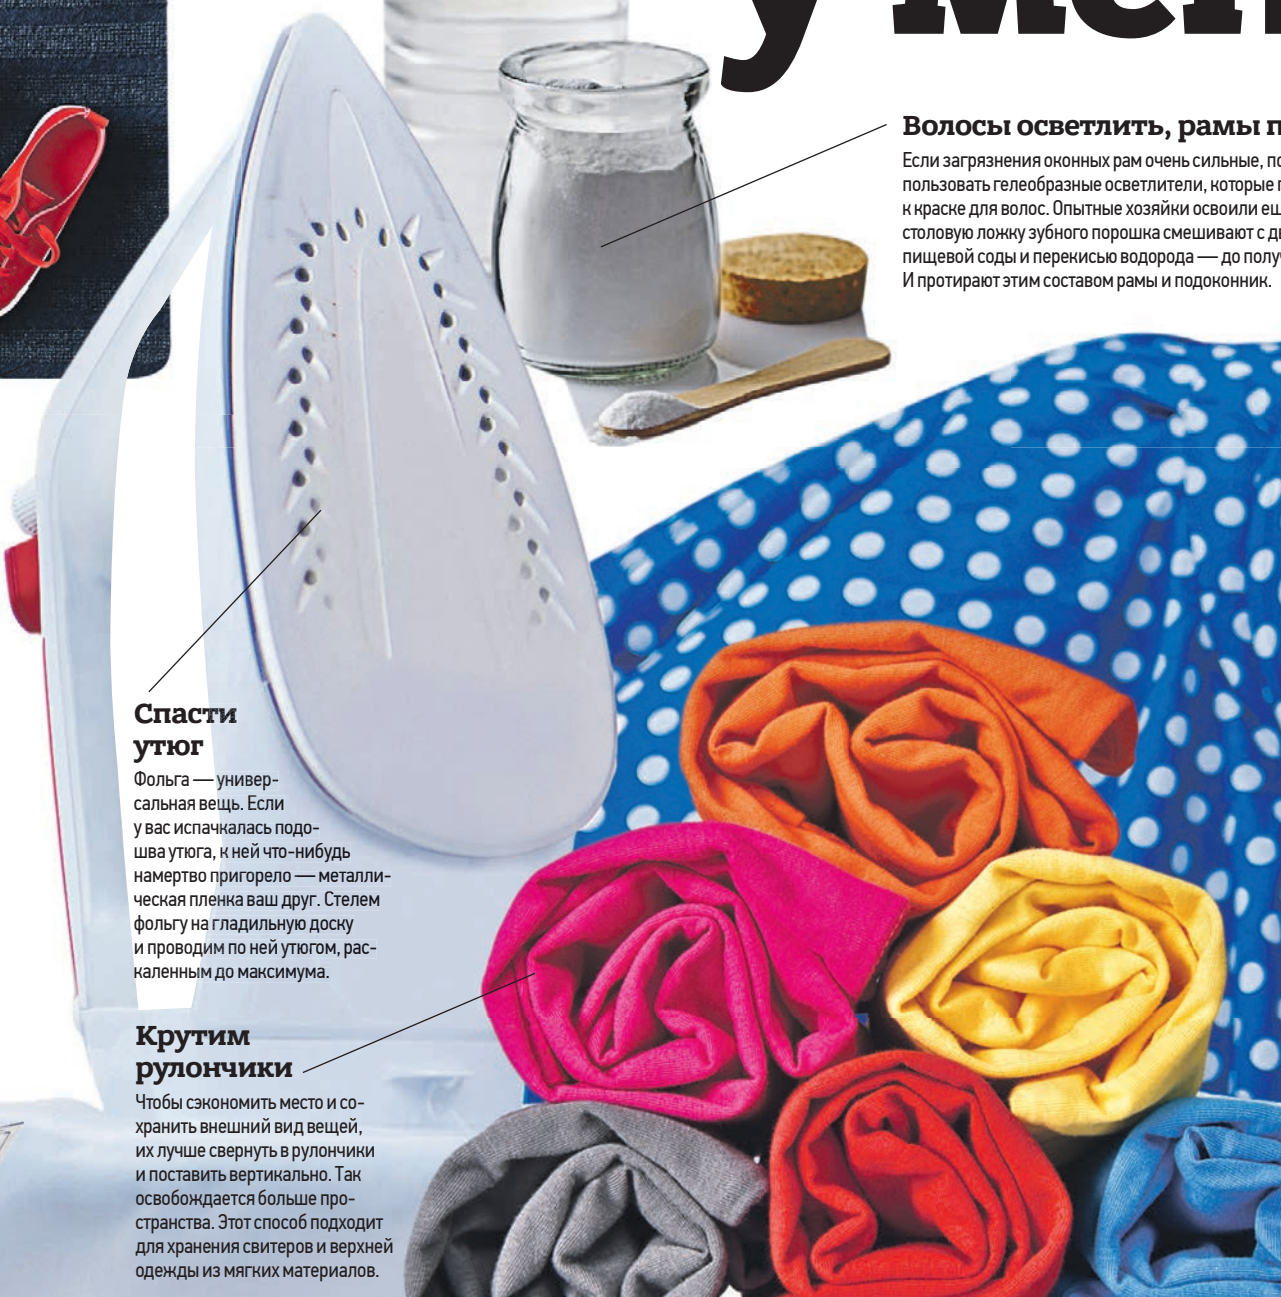 Волосы осветлить, рамы
Если загрязнения оконных рам очень сильные,
пользовать гелеобразные осветлители, которые
к краске для волос. Опытные хозяйки освоили
столовую ложку зубного порошка смешивают с
пищевой соды и перекисью водорода — до
И протирают этим составом рамы и подоконник.
Спасти
утюг
Фольга — универ-
сальная вещь. Если
у вас испачкалась подо-
шва утюга, к ней что-нибудь
намертво пригорело — металли-
ческая пленка ваш друг. Стелем
фольгу на гладильную доску
и проводим по ней утюгом, рас-
каленным до максимума.
Крутим
рулончики
Чтобы сэкономить место и со-
хранить внешний вид вещей,
их лучше свернуть в рулончики
и поставить вертикально. Так
освобождается больше про-
странства. Этот способ подходит
для хранения свитеров и верхней
одежды из мягких материалов.